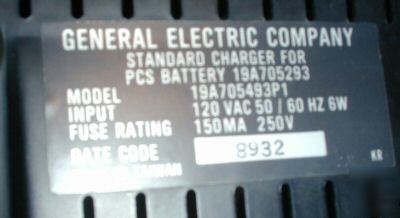 GENERAL ELECTRIC COMPANY
STANDARD CHARGER FOR
PCS BATTERY 19A705293
MODEL 19A705493P1
INPUT 120 VAC 50 / 60 HZ 6W
FUSE RATING 150MA 250V
DATE CODE 8932
TAIWAN
KR